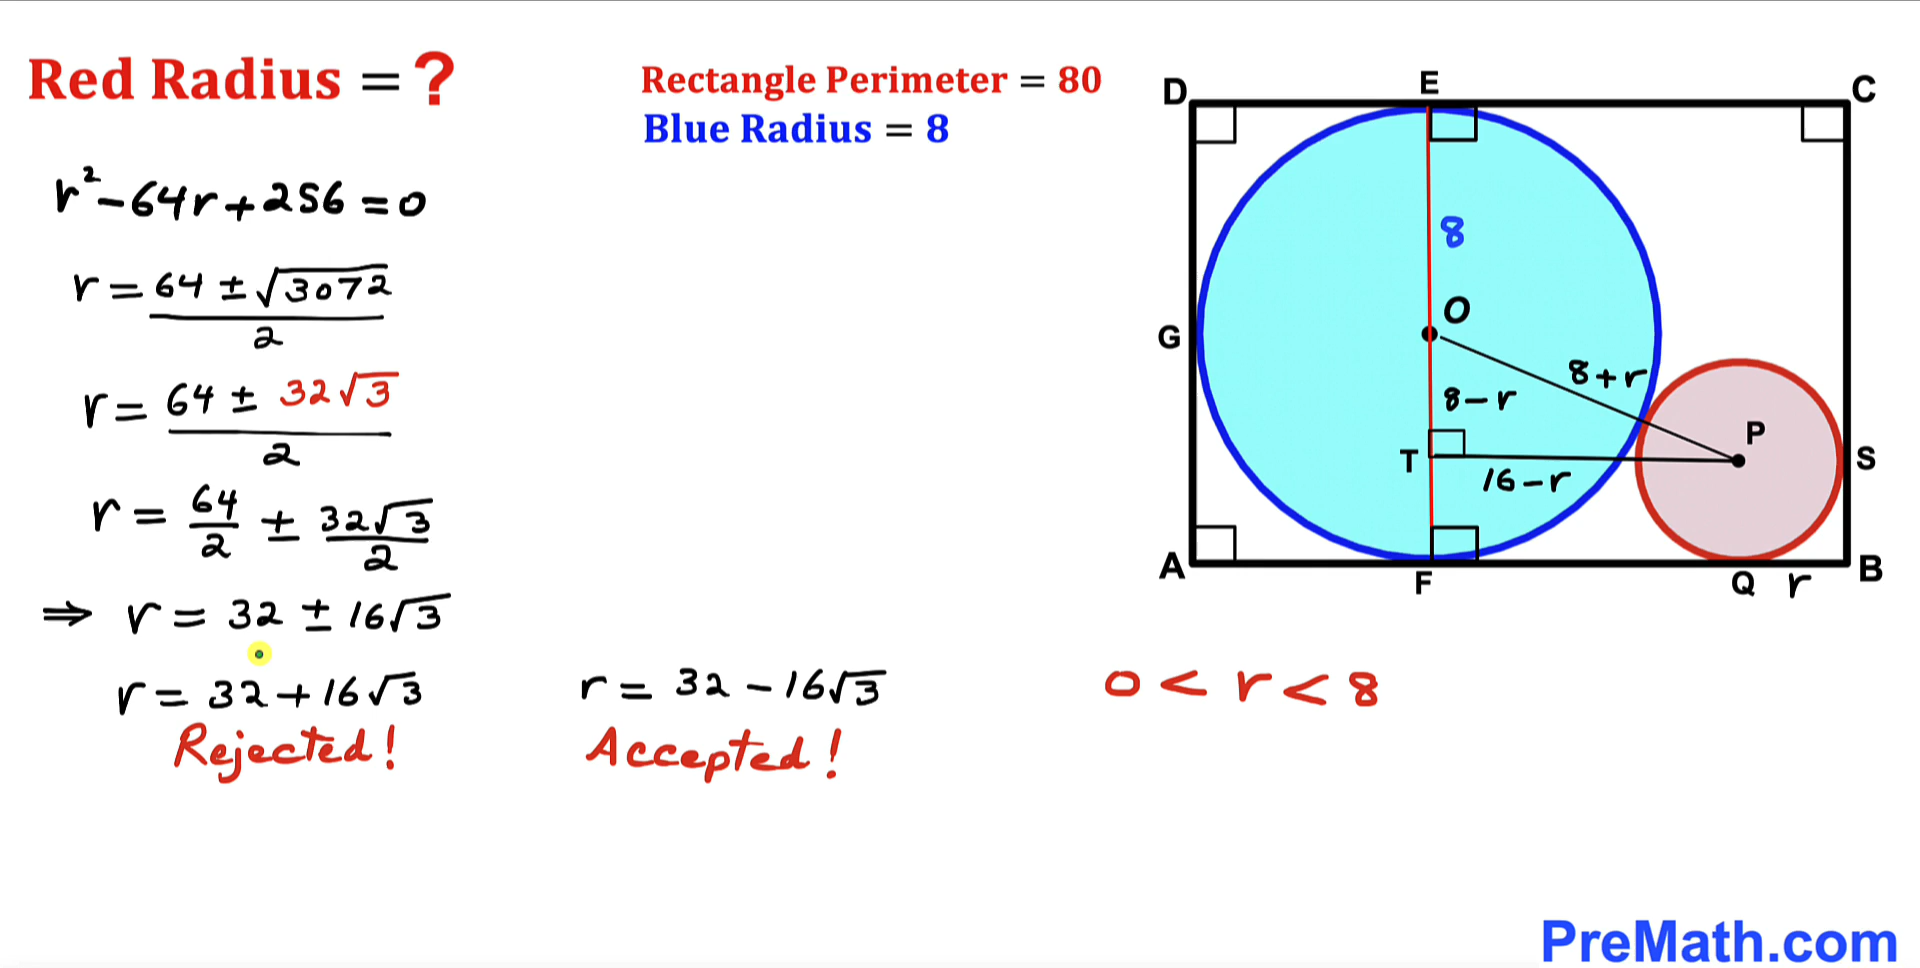 Red Radius = ?
Rectangle Perimeter = 80
Blue Radius = 8
r² - 64r + 256 = 0
r = (64 ± √3072) / 2
r = (64 ± 32√3) / 2
r = 64/2 ± 32√3/2
⇒ r = 32 ± 16√3
r = 32 + 16√3
Rejected!
r = 32 - 16√3
Accepted!
0 < r < 8
D
E
C
8
O
G
8+r
8-r
P
T
S
16-r
A
F
Q
r
B
PreMath.com